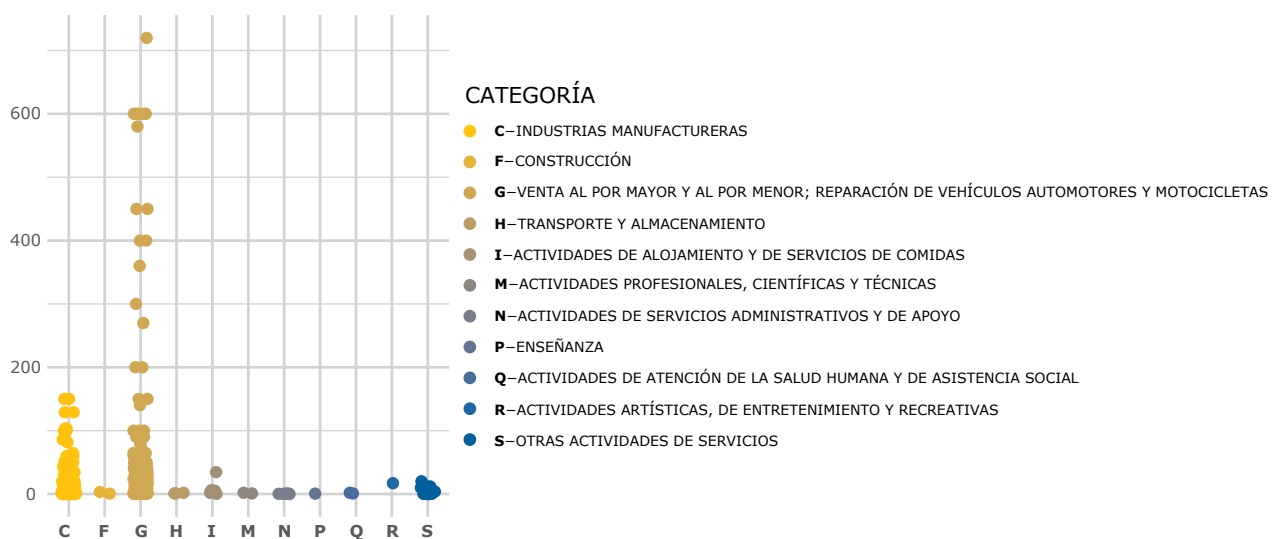 600
400
200
0
C F G H I M N P Q R S
CATEGORÍA
C–INDUSTRIAS MANUFACTURERAS
F–CONSTRUCCIÓN
G–VENTA AL POR MAYOR Y AL POR MENOR; REPARACIÓN DE VEHÍCULOS AUTOMOTORES Y MOTOCICLETAS
H–TRANSPORTE Y ALMACENAMIENTO
I–ACTIVIDADES DE ALOJAMIENTO Y DE SERVICIOS DE COMIDAS
M–ACTIVIDADES PROFESIONALES, CIENTÍFICAS Y TÉCNICAS
N–ACTIVIDADES DE SERVICIOS ADMINISTRATIVOS Y DE APOYO
P–ENSEÑANZA
Q–ACTIVIDADES DE ATENCIÓN DE LA SALUD HUMANA Y DE ASISTENCIA SOCIAL
R–ACTIVIDADES ARTÍSTICAS, DE ENTRETENIMIENTO Y RECREATIVAS
S–OTRAS ACTIVIDADES DE SERVICIOS